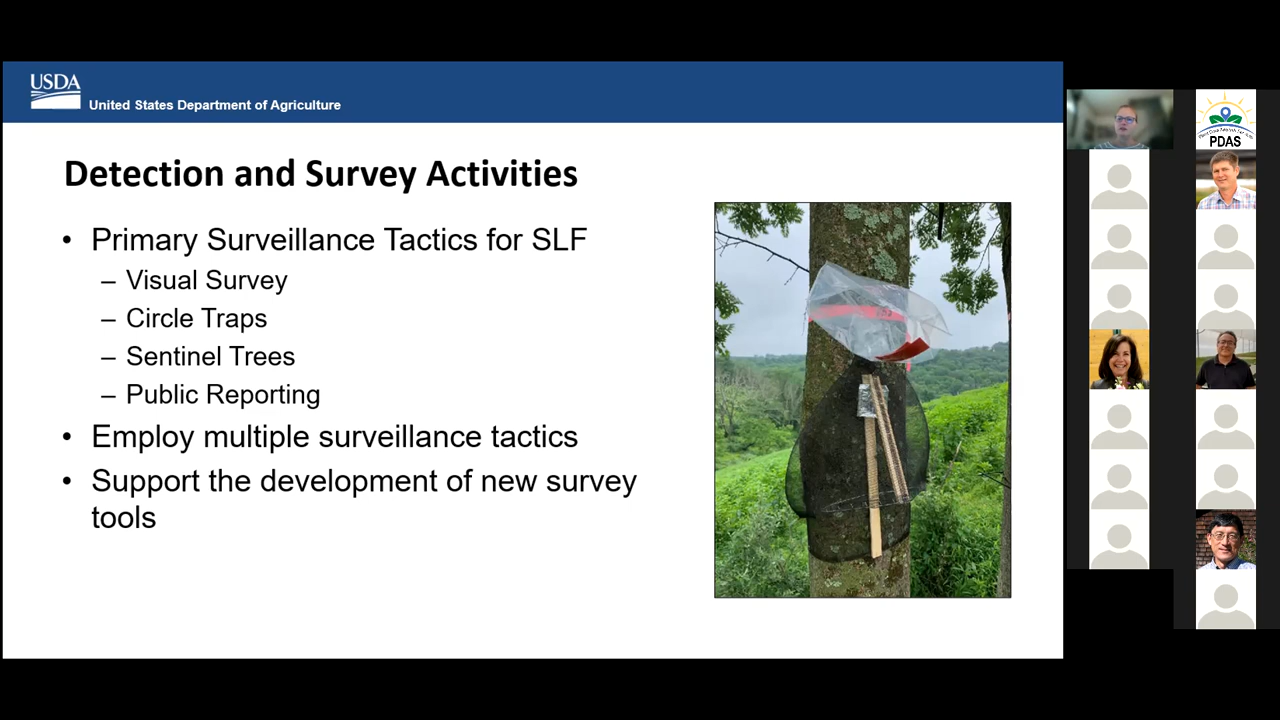 USDA
United States Department of Agriculture
Detection and Survey Activities
• Primary Surveillance Tactics for SLF
– Visual Survey
– Circle Traps
– Sentinel Trees
– Public Reporting
• Employ multiple surveillance tactics
• Support the development of new survey
tools
PDAS